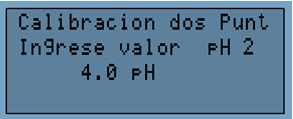 Calibracion dos Punt
Ingrese valor pH 2
4.0 pH